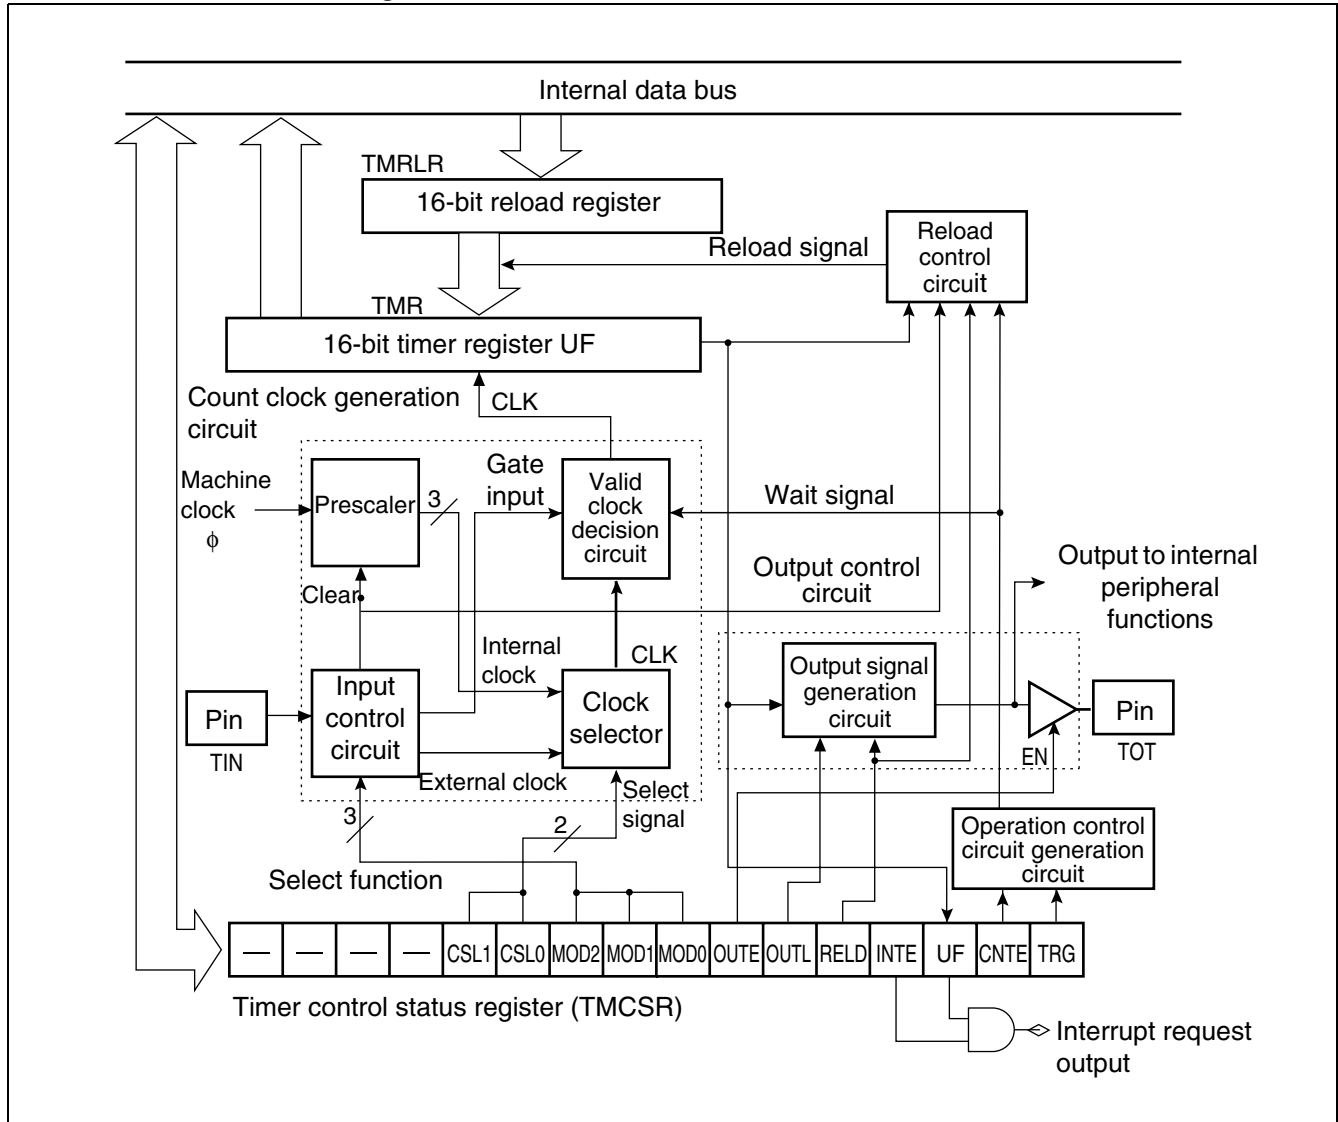 Internal data bus
TMRLR
16-bit reload register
Reload
control
circuit
Reload signal
TMR
16-bit timer register UF
Count clock generation
circuit
CLK
Machine
clock
ϕ
Prescaler
3
Gate
input
Valid
clock
decision
circuit
Wait signal
Clear
Output control
circuit
Output to internal
peripheral
functions
Internal
clock
CLK
Pin
TIN
Input
control
circuit
Clock
selector
External clock
Output signal
generation
circuit
EN
Pin
TOT
3
2
Select
signal
Select function
Operation control
circuit generation
circuit
— — — — CSL1 CSL0 MOD2 MOD1 MOD0 OUTE OUTL RELD INTE UF CNTE TRG
Timer control status register (TMCSR)
Interrupt request
output